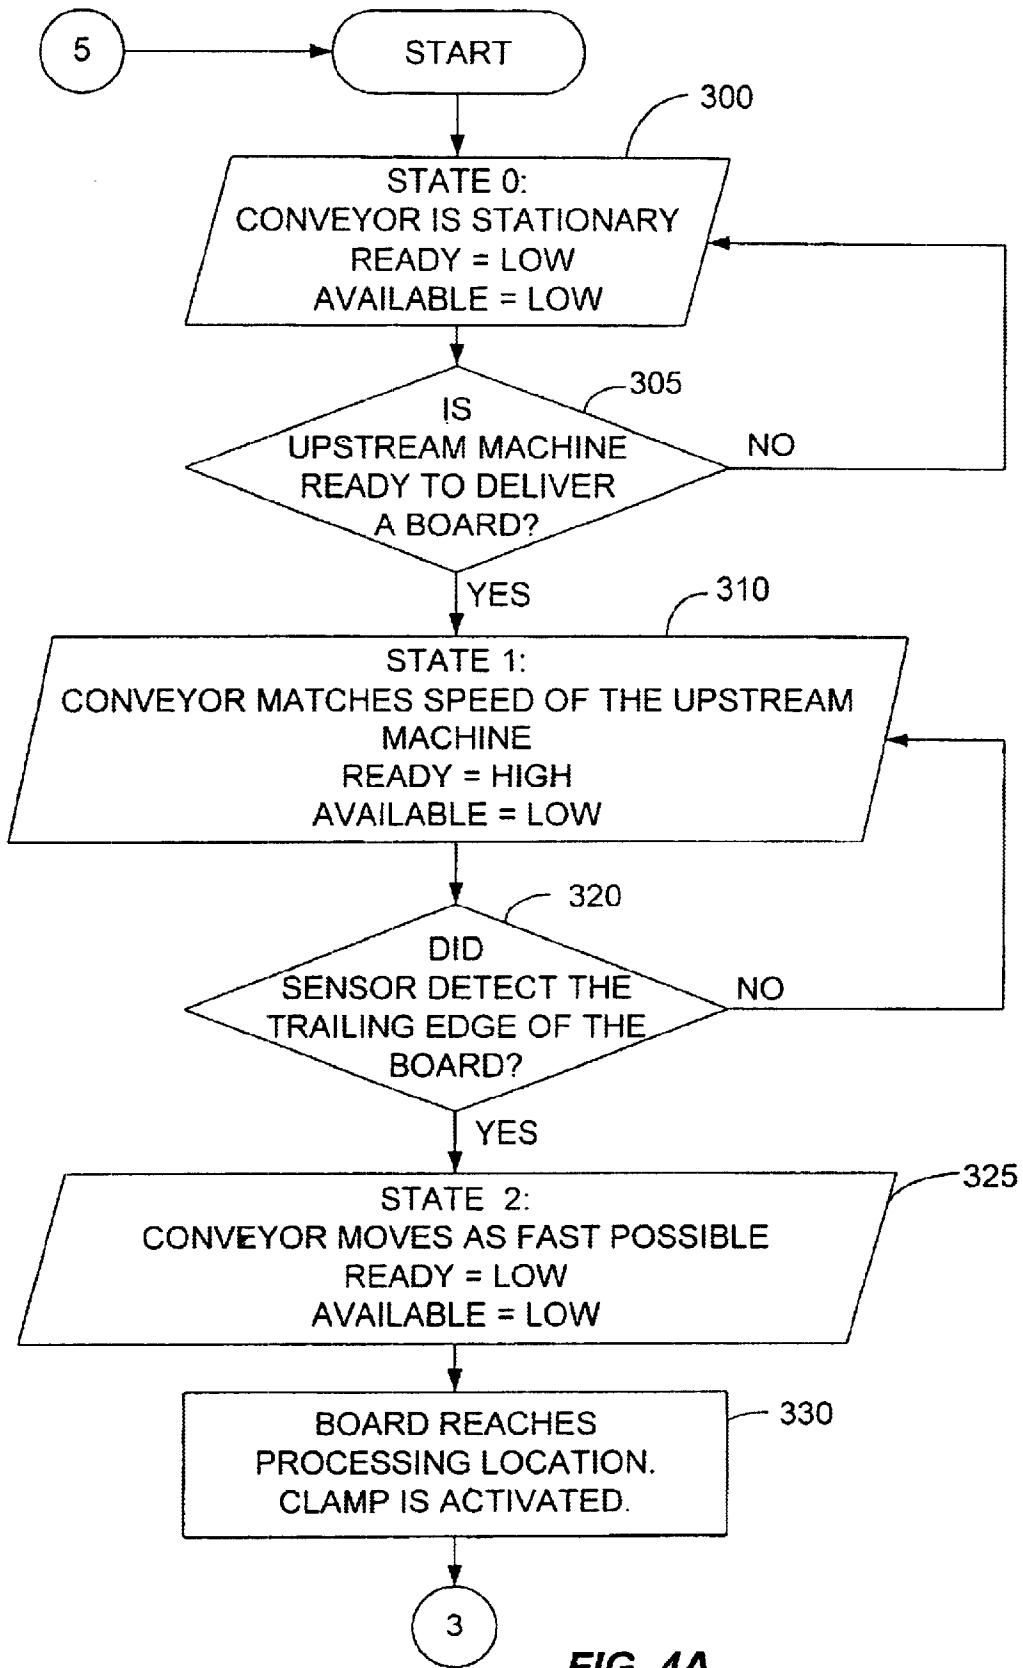 5
START
300
STATE 0:
CONVEYOR IS STATIONARY
READY = LOW
AVAILABLE = LOW
305
IS
UPSTREAM MACHINE
READY TO DELIVER
A BOARD?
NO
YES
310
STATE 1:
CONVEYOR MATCHES SPEED OF THE UPSTREAM
MACHINE
READY = HIGH
AVAILABLE = LOW
320
DID
SENSOR DETECT THE
TRAILING EDGE OF THE
BOARD?
NO
YES
325
STATE 2:
CONVEYOR MOVES AS FAST POSSIBLE
READY = LOW
AVAILABLE = LOW
330
BOARD REACHES
PROCESSING LOCATION.
CLAMP IS ACTIVATED.
3
FIG. 4A